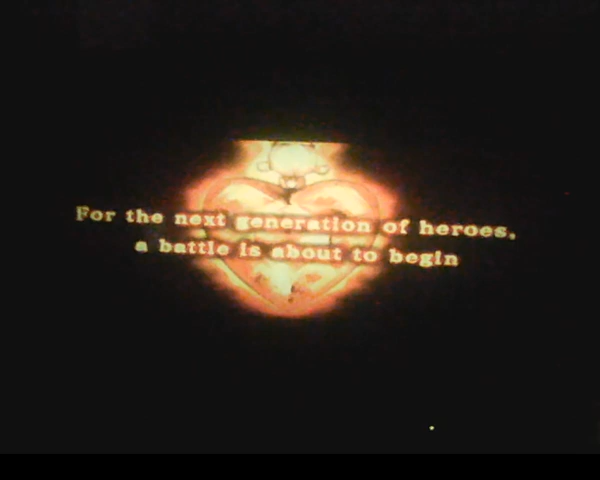 For the next generation of heroes,
a battle is about to begin